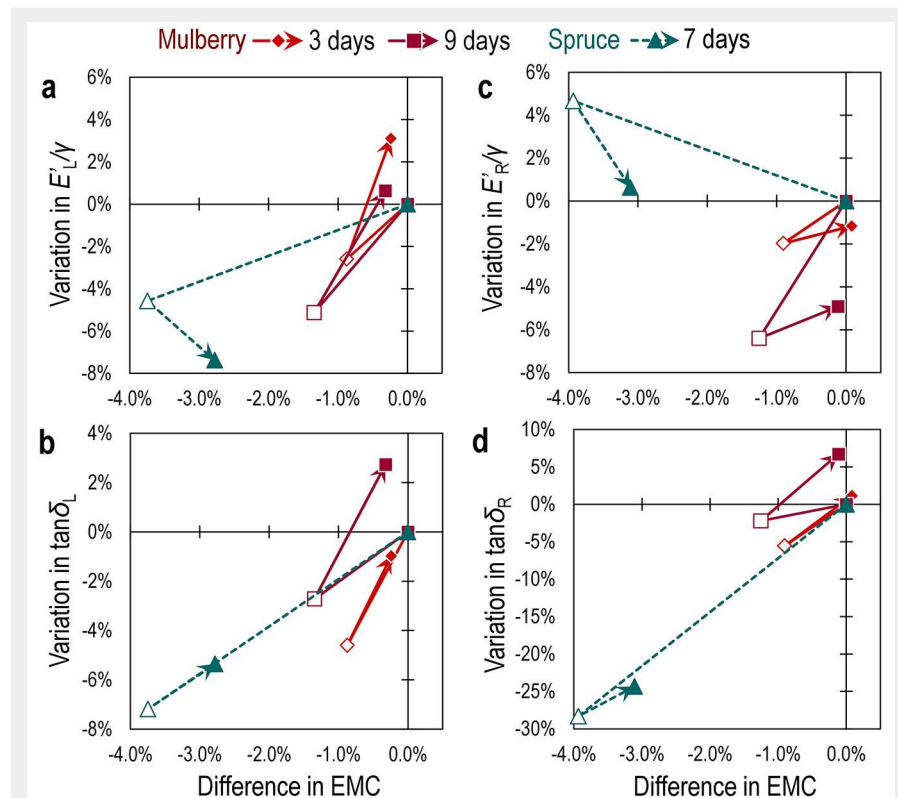 Mulberry 3 days 9 days Spruce 7 days
a
6%
4%
2%
0%
-2%
-4%
-6%
-8%
Variation in E'L/γ
-4.0% -3.0% -2.0% -1.0% 0.0%
c
6%
4%
2%
0%
-2%
-4%
-6%
-8%
Variation in E'R/γ
-4.0% -3.0% -2.0% -1.0% 0.0%
b
4%
2%
0%
-2%
-4%
-6%
-8%
Variation in tanδL
-4.0% -3.0% -2.0% -1.0% 0.0%
Difference in EMC
d
10%
5%
0%
-5%
-10%
-15%
-20%
-25%
-30%
Variation in tanδR
-4.0% -3.0% -2.0% -1.0% 0.0%
Difference in EMC